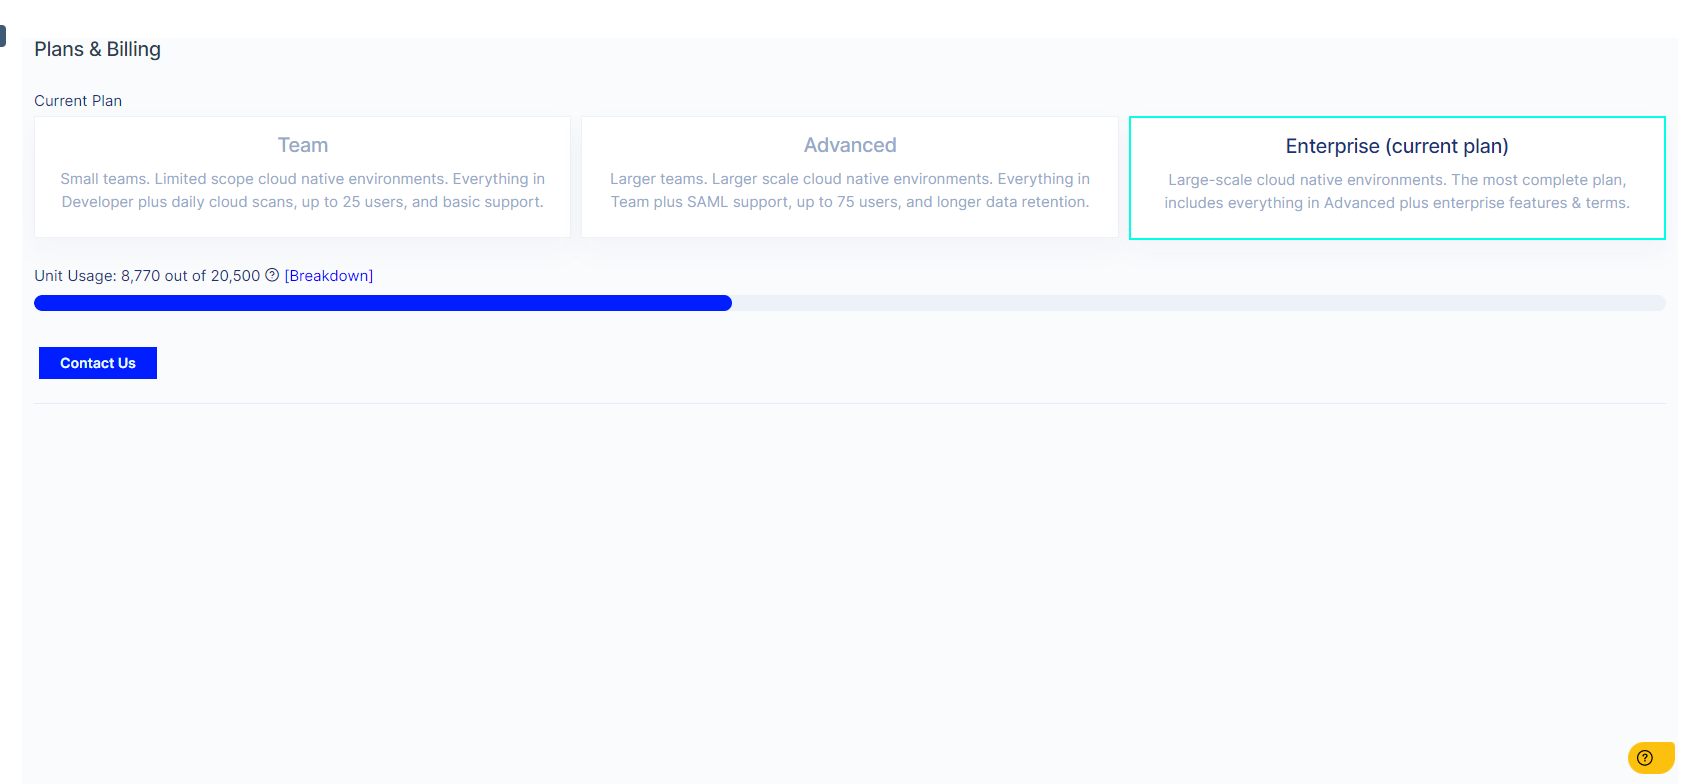 Plans & Billing
Current Plan
Team
Small teams. Limited scope cloud native environments. Everything in
Developer plus daily cloud scans, up to 25 users, and basic support.
Advanced
Larger teams. Larger scale cloud native environments. Everything in
Team plus SAML support, up to 75 users, and longer data retention.
Enterprise (current plan)
Large-scale cloud native environments. The most complete plan,
includes everything in Advanced plus enterprise features & terms.
Unit Usage: 8,770 out of 20,500 ? [Breakdown]
Contact Us
?